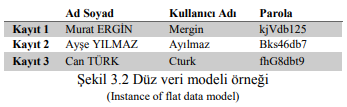 Ad Soyad Kullanıcı Adı Parola
Kayıt 1 Murat ERGİN Mergin kjVdb125
Kayıt 2 Ayşe YILMAZ Ayılmaz Bks46db7
Kayıt 3 Can TÜRK Cturk fhG8dbt9
Şekil 3.2 Düz veri modeli örneği
(Instance of flat data model)